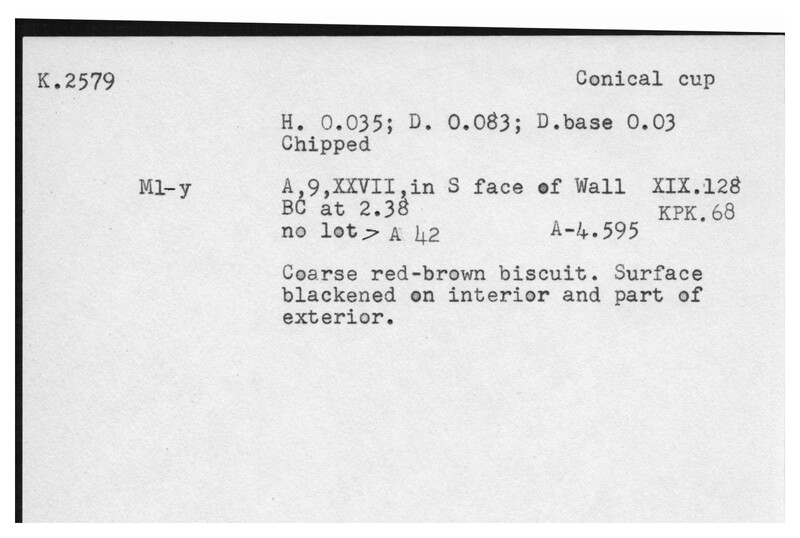 K.2579 Conical cup
H. 0.035; D. 0.083; D.base 0.03
Chipped
Ml-y A,9,XXVII,in S face of Wall XIX.128
BC at 2.38 KPK.68
no lot > A 42 A-4.595
Coarse red-brown biscuit. Surface
blackened on interior and part of
exterior.